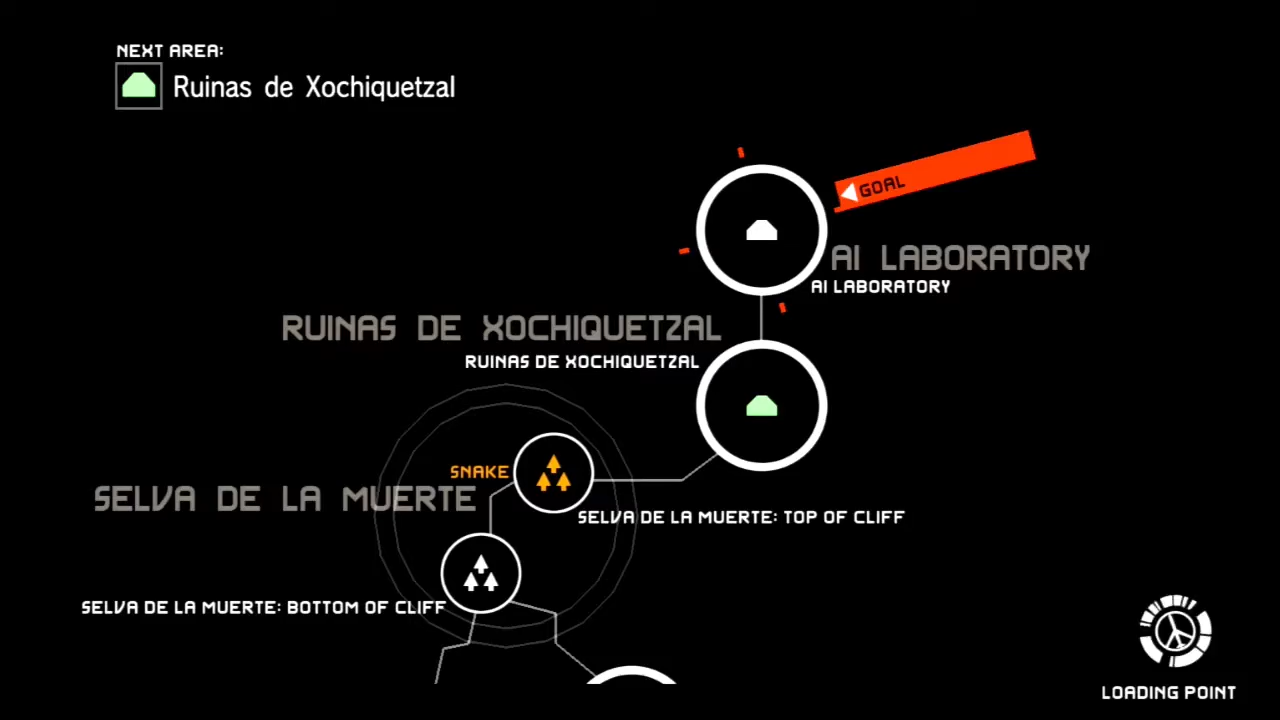 NEXT AREA:
Ruinas de Xochiquetzal
GOAL
AI LABORATORY
AI LABORATORY
RUINAS DE XOCHIQUETZAL
RUINAS DE XOCHIQUETZAL
SNAKE
SELVA DE LA MUERTE
SELVA DE LA MUERTE: TOP OF CLIFF
SELVA DE LA MUERTE: BOTTOM OF CLIFF
LOADING POINT